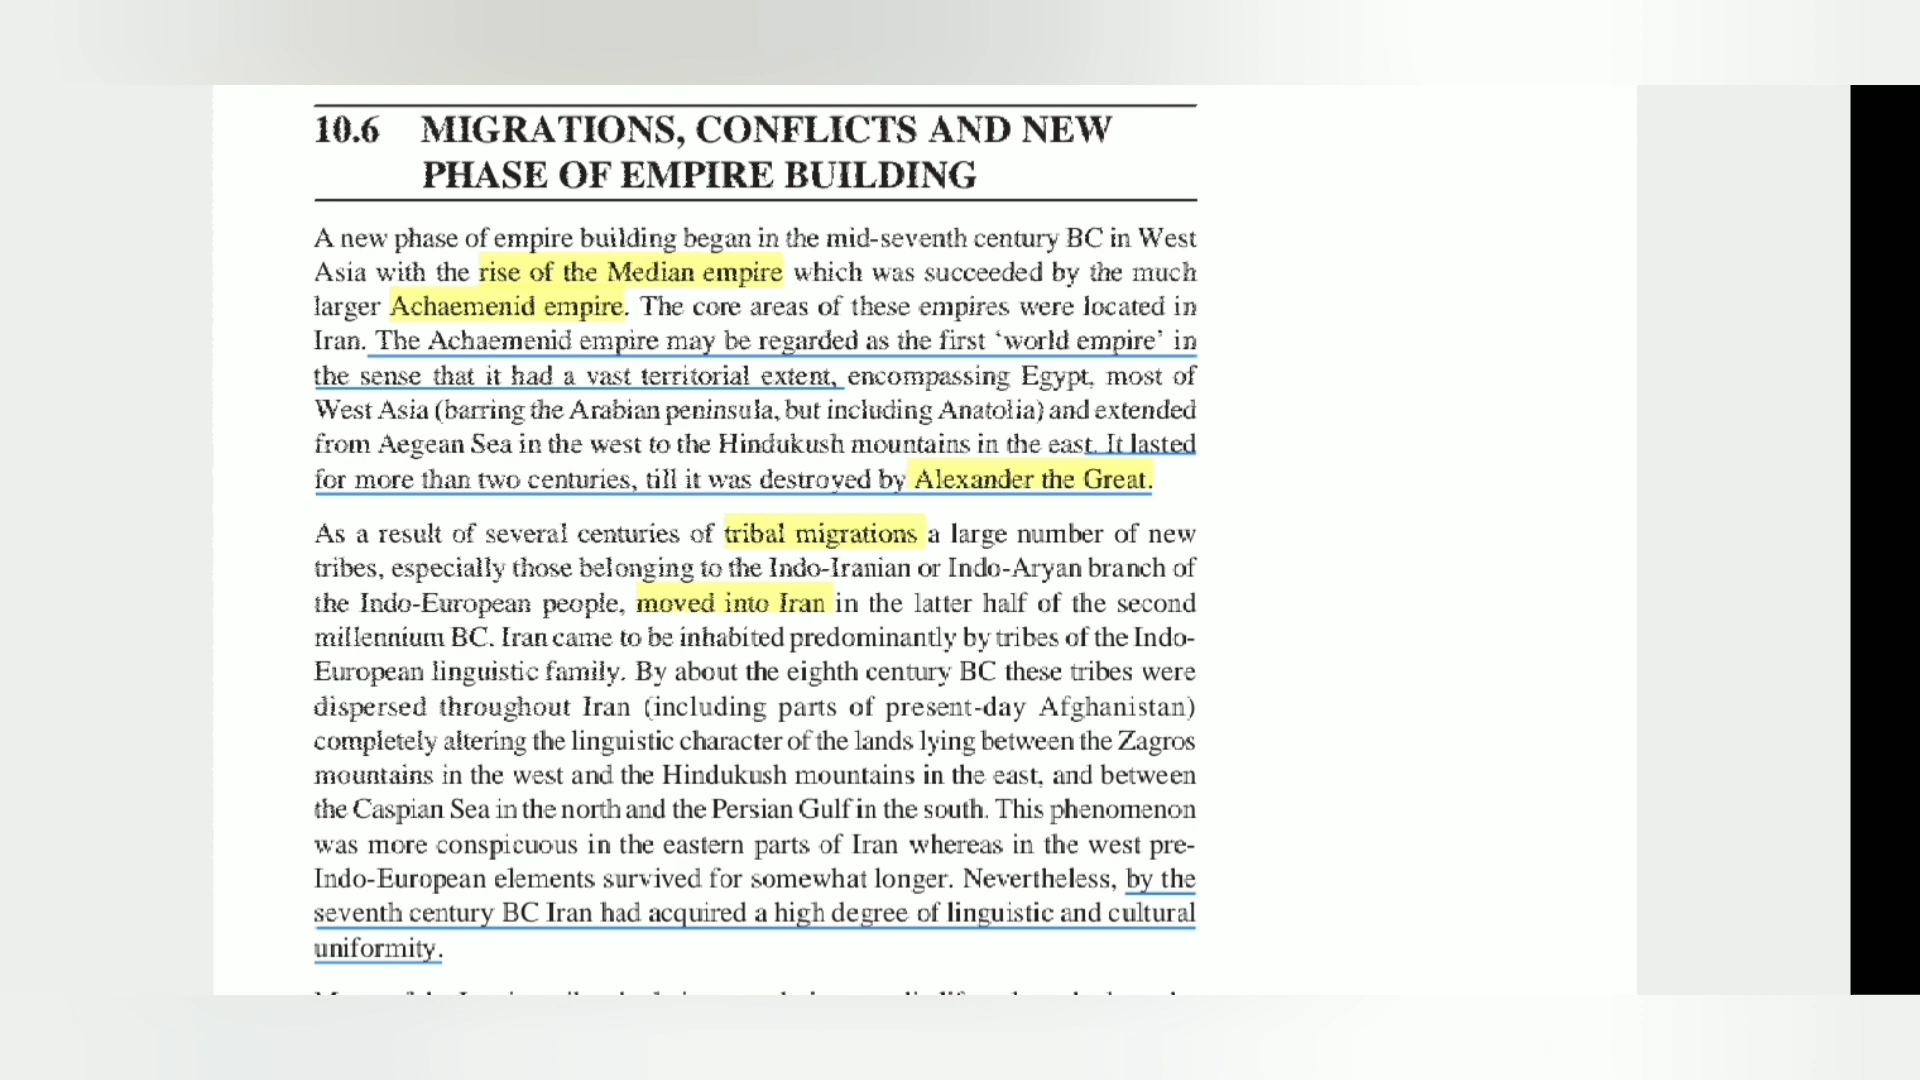 10.6 MIGRATIONS, CONFLICTS AND NEW
PHASE OF EMPIRE BUILDING
A new phase of empire building began in the mid-seventh century BC in West
Asia with the rise of the Median empire which was succeeded by the much
larger Achaemenid empire. The core areas of these empires were located in
Iran. The Achaemenid empire may be regarded as the first ‘world empire’ in
the sense that it had a vast territorial extent, encompassing Egypt, most of
West Asia (barring the Arabian peninsula, but including Anatolia) and extended
from Aegean Sea in the west to the Hindukush mountains in the east. It lasted
for more than two centuries, till it was destroyed by Alexander the Great.
As a result of several centuries of tribal migrations a large number of new
tribes, especially those belonging to the Indo-Iranian or Indo-Aryan branch of
the Indo-European people, moved into Iran in the latter half of the second
millennium BC. Iran came to be inhabited predominantly by tribes of the Indo-
European linguistic family. By about the eighth century BC these tribes were
dispersed throughout Iran (including parts of present-day Afghanistan)
completely altering the linguistic character of the lands lying between the Zagros
mountains in the west and the Hindukush mountains in the east, and between
the Caspian Sea in the north and the Persian Gulf in the south. This phenomenon
was more conspicuous in the eastern parts of Iran whereas in the west pre-
Indo-European elements survived for somewhat longer. Nevertheless, by the
seventh century BC Iran had acquired a high degree of linguistic and cultural
uniformity.